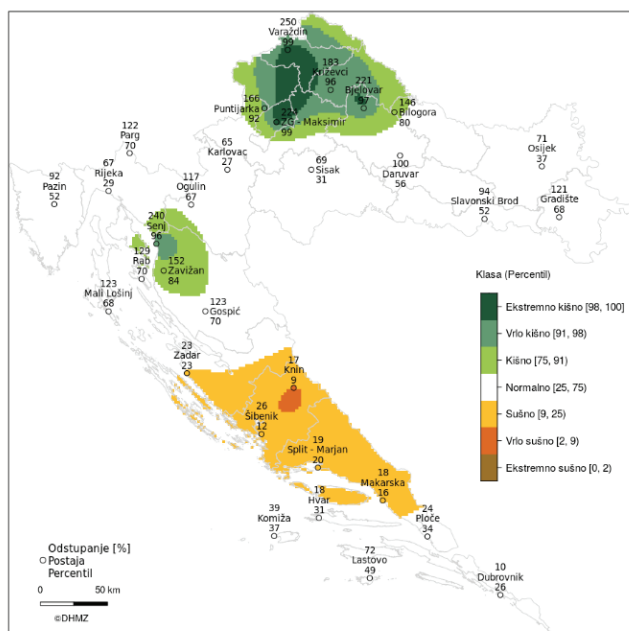 250
Varaždin
99
183
Križevci
96
221
Bjelovar
97
166
Puntijarka
92
224
ZG - Maksimir
99
146
Bilogora
80
122
Parg
70
65
Karlovac
27
69
Sisak
31
100
Daruvar
56
71
Osijek
37
92
Pazin
52
67
Rijeka
29
117
Ogulin
67
94
Slavonski Brod
52
121
Gradište
68
240
Senj
96
129
Rab
70
152
Zavižan
84
123
Mali Lošinj
68
123
Gospić
70
Klasa (Percentil)
Ekstremno kišno [98, 100]
Vrlo kišno [91, 98)
Kišno [75, 91)
Normalno [25, 75)
Sušno [9, 25)
Vrlo sušno [2, 9)
Ekstremno sušno [0, 2)
23
Zadar
23
17
Knin
9
26
Šibenik
12
19
Split - Marjan
20
18
Makarska
16
18
Hvar
31
39
Komiža
37
24
Ploče
34
72
Lastovo
49
10
Dubrovnik
26
Odstupanje [%]
Postaja
Percentil
0 50 km
©DHMZ